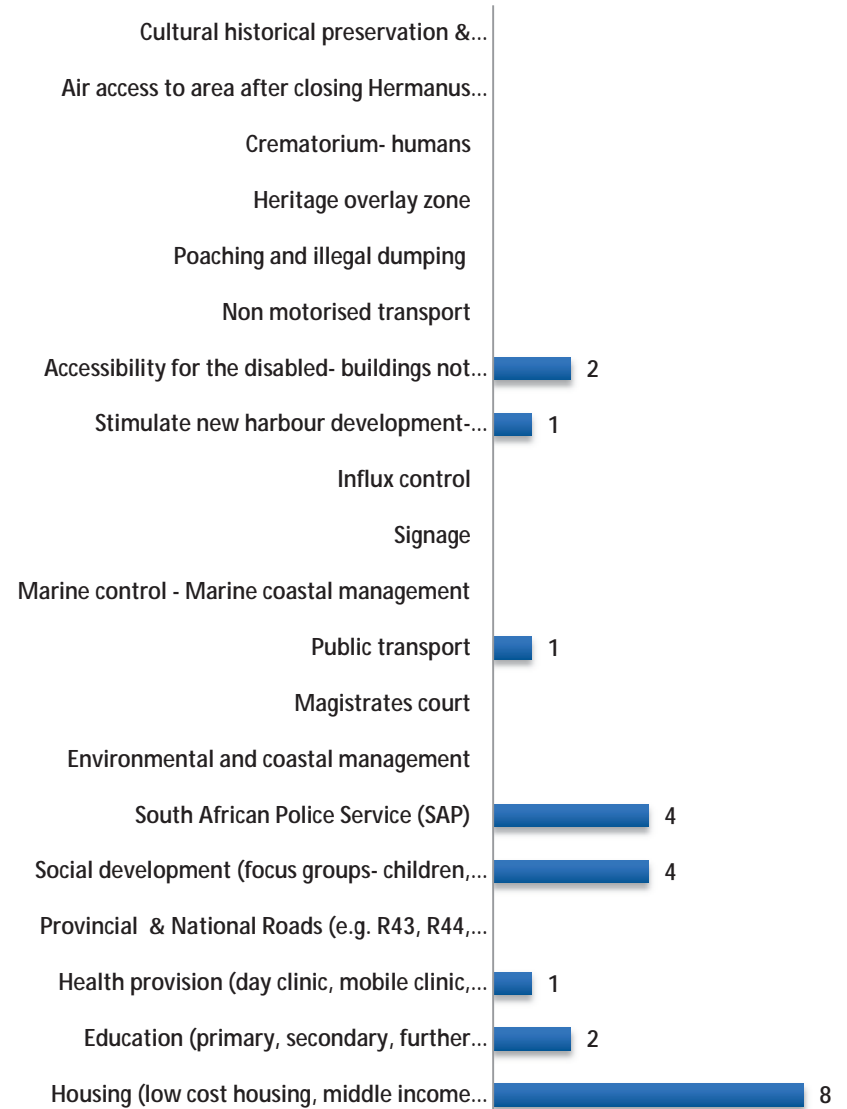 Cultural historical preservation &...
Air access to area after closing Hermanus...
Crematorium- humans
Heritage overlay zone
Poaching and illegal dumping
Non motorised transport
Accessibility for the disabled- buildings not... 2
Stimulate new harbour development-... 1
Influx control
Signage
Marine control - Marine coastal management
Public transport 1
Magistrates court
Environmental and coastal management
South African Police Service (SAP) 4
Social development (focus groups- children,... 4
Provincial & National Roads (e.g. R43, R44,...
Health provision (day clinic, mobile clinic,... 1
Education (primary, secondary, further... 2
Housing (low cost housing, middle income... 8